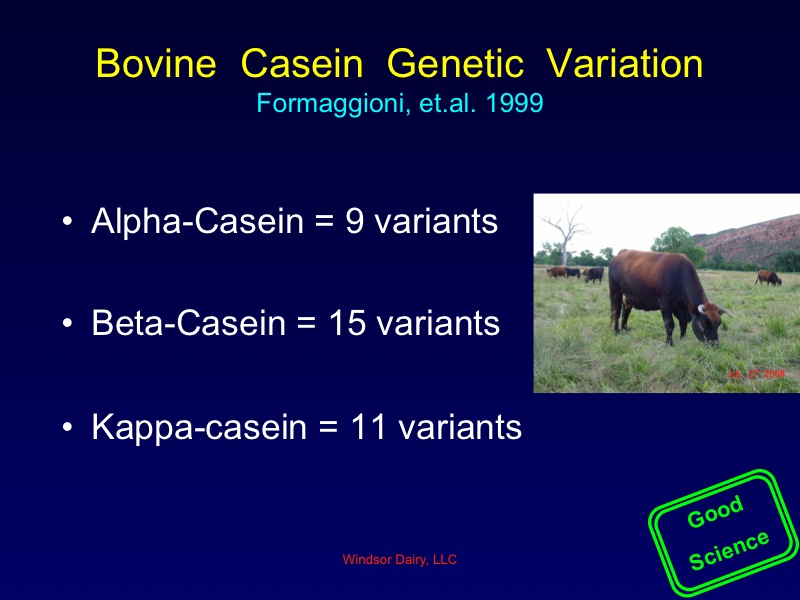 Bovine Casein Genetic Variation
Formaggioni, et.al. 1999
• Alpha-Casein = 9 variants
• Beta-Casein = 15 variants
• Kappa-casein = 11 variants
Good
Science
Windsor Dairy, LLC